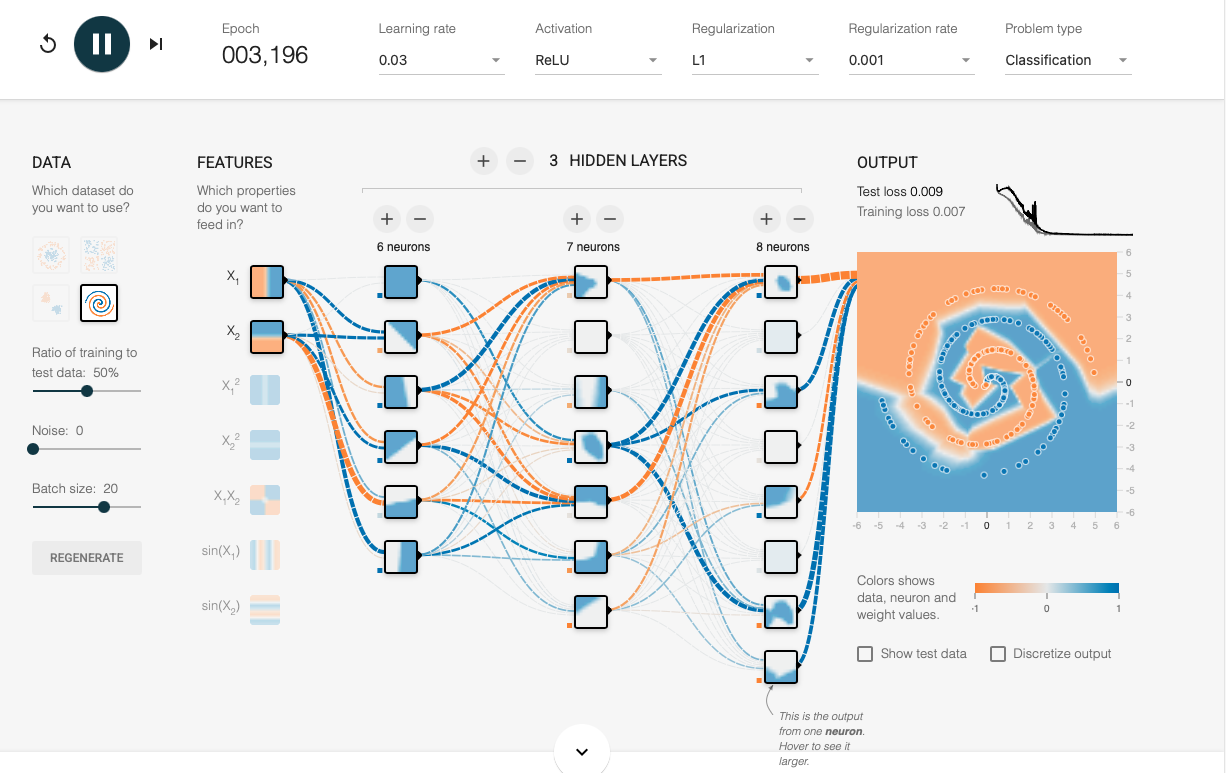 Epoch
003,196
Learning rate
0.03
Activation
ReLU
Regularization
L1
Regularization rate
0.001
Problem type
Classification
DATA
Which dataset do
you want to use?
Ratio of training to
test data: 50%
Noise: 0
Batch size: 20
REGENERATE
FEATURES
Which properties
do you want to
feed in?
X1
X2
X1²
X2²
X1X2
sin(X1)
sin(X2)
3 HIDDEN LAYERS
6 neurons
7 neurons
8 neurons
This is the output
from one neuron.
Hover to see it
larger.
OUTPUT
Test loss 0.009
Training loss 0.007
6
5
4
3
2
1
0
-1
-2
-3
-4
-5
-6
-6 -5 -4 -3 -2 -1 0 1 2 3 4 5 6
Colors shows
data, neuron and
weight values.
-1 0 1
Show test data
Discretize output